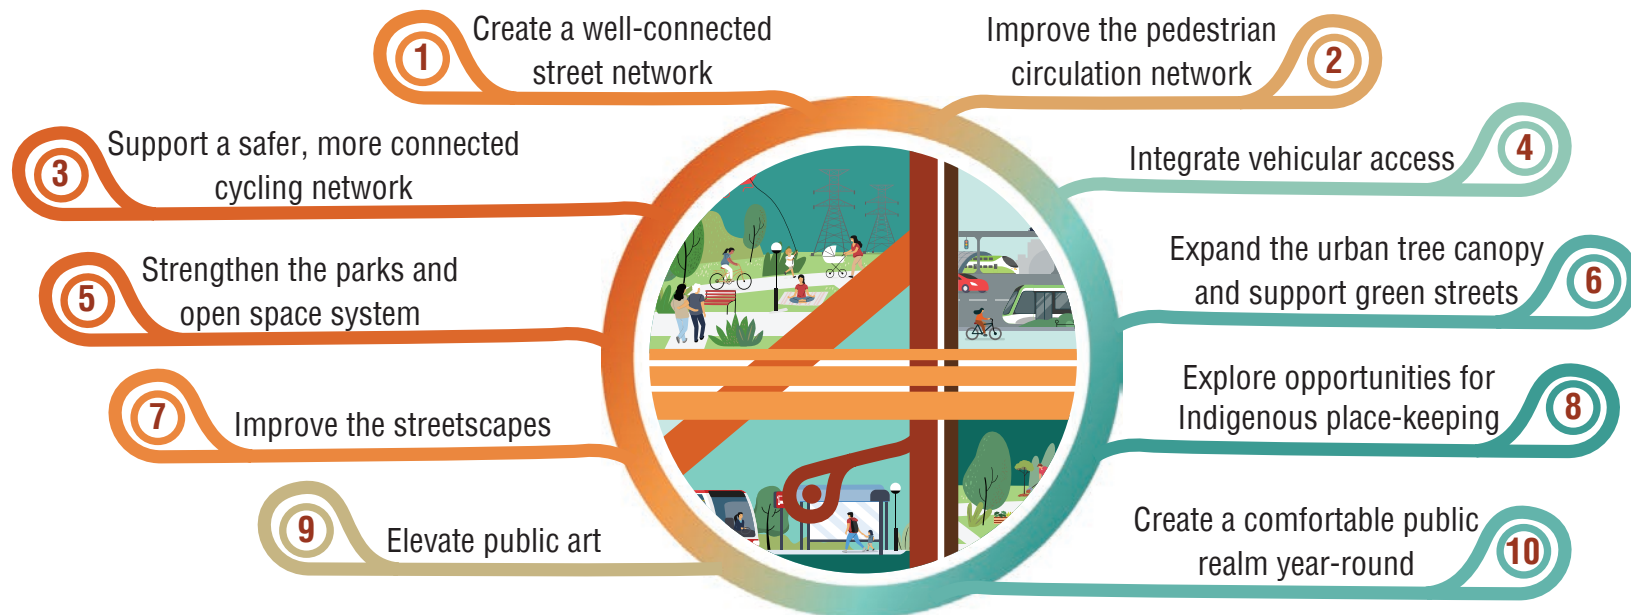 1
Create a well-connected
street network
2
Improve the pedestrian
circulation network
3
Support a safer, more connected
cycling network
4
Integrate vehicular access
5
Strengthen the parks and
open space system
6
Expand the urban tree canopy
and support green streets
7
Improve the streetscapes
8
Explore opportunities for
Indigenous place-keeping
9
Elevate public art
10
Create a comfortable public
realm year-round